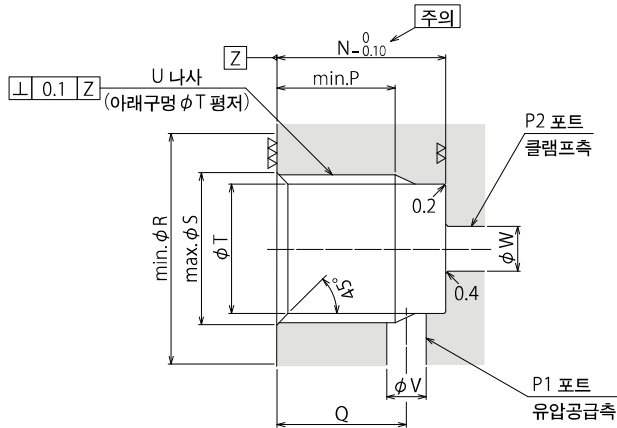 주의
N-0 -0.10
Z
min.P
U 나사
(아래구멍 φT 평저)
⊥ 0.1 Z
P2 포트
클램프측
0.2
min.φR
max.φS
φT
45°
φW
0.4
φV
P1 포트
유압공급측
Q